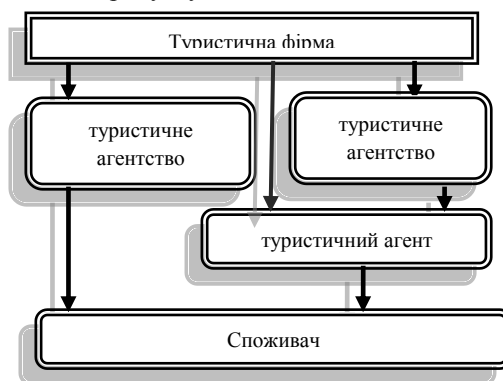 Туристична фірма
туристичне
агентство
туристичне
агентство
туристичний агент
Споживач